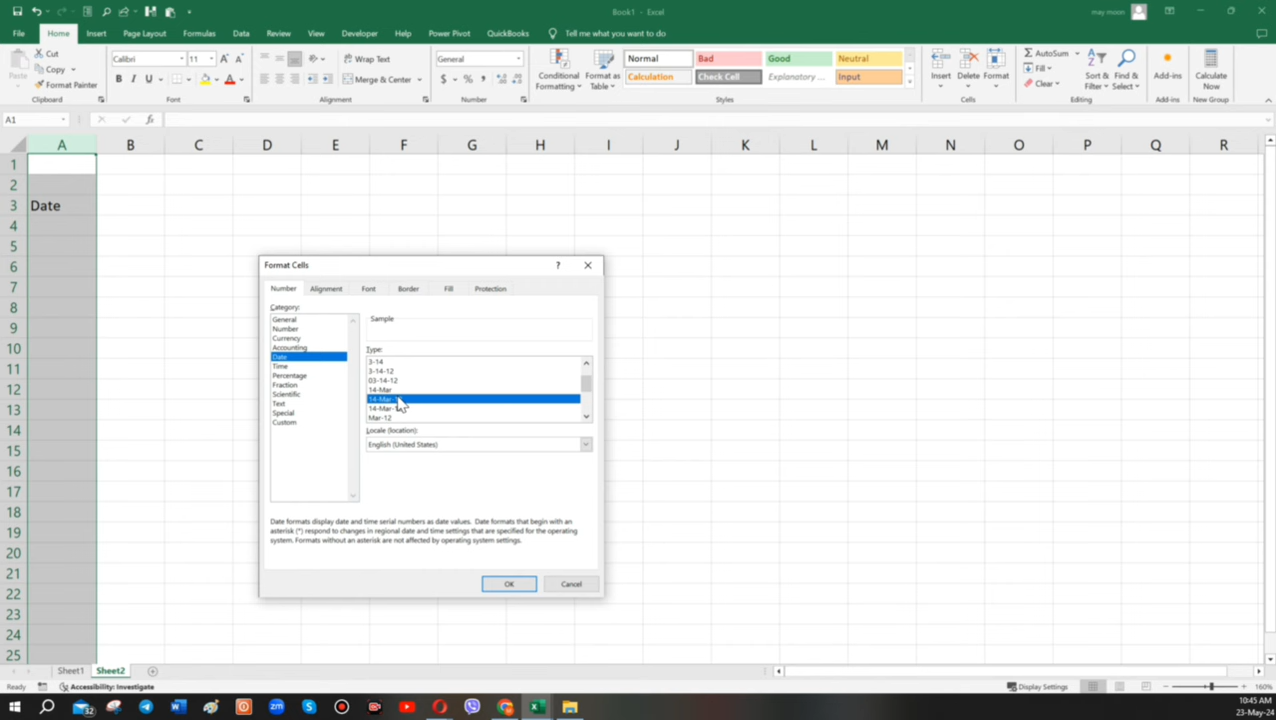 Book1 - Excel
may moon
File Home Insert Page Layout Formulas Data Review View Developer Help Power Pivot QuickBooks Tell me what you want to do
Paste
Cut
Copy
Format Painter
Clipboard
Calibri 11
B I U
Font
Wrap Text
Merge & Center
Alignment
General
$ % ,
Number
Conditional Formatting
Format as Table
Normal Bad Good Neutral
Calculation Check Cell Explanatory ... Input
Styles
Insert Delete Format
Cells
AutoSum
Fill
Clear
Sort & Filter
Find & Select
Editing
Add-ins
Add-ins
Calculate Now
New Group
A1
fx
A B C D E F G H I J K L M N O P Q R
1
2
3 Date
4
5
6
7
8
9
10
11
12
13
14
15
16
17
18
19
20
21
22
23
24
25
Format Cells
?
Number Alignment Font Border Fill Protection
Category:
General
Number
Currency
Accounting
Date
Time
Percentage
Fraction
Scientific
Text
Special
Custom
Sample
Type:
3-14
3-14-12
03-14-12
14-Mar
14-Mar-
14-Mar-
Mar-12
Locale (location):
English (United States)
Date formats display date and time serial numbers as date values. Date formats that begin with an
asterisk (*) respond to changes in regional date and time settings that are specified for the operating
system. Formats without an asterisk are not affected by operating system settings.
OK Cancel
Sheet1 Sheet2
Ready Accessibility: Investigate
Display Settings
160%
10:45 AM
23-May-24